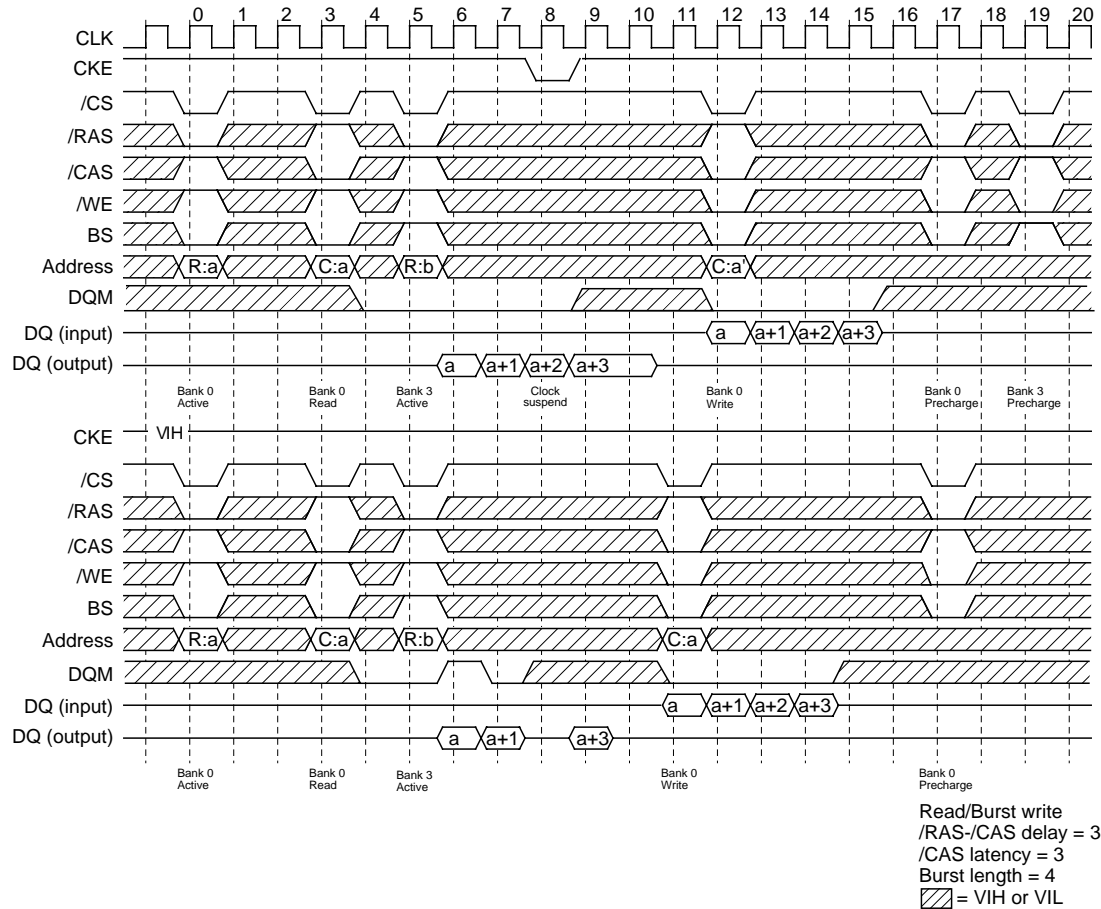 0 1 2 3 4 5 6 7 8 9 10 11 12 13 14 15 16 17 18 19 20
CLK
CKE
/CS
/RAS
/CAS
/WE
BS
Address R:a C:a R:b C:a'
DQM
DQ (input) a a+1 a+2 a+3
DQ (output) a a+1 a+2 a+3
Bank 0 Bank 0 Bank 3 Clock Bank 0 Bank 0 Bank 3
Active Read Active suspend Write Precharge Precharge
CKE VIH
/CS
/RAS
/CAS
/WE
BS
Address R:a C:a R:b C:a
DQM
DQ (input) a a+1 a+2 a+3
DQ (output) a a+1 a+3
Bank 0 Bank 0 Bank 3 Bank 0 Bank 0
Active Read Active Write Precharge
Read/Burst write
/RAS-/CAS delay = 3
/CAS latency = 3
Burst length = 4
= VIH or VIL